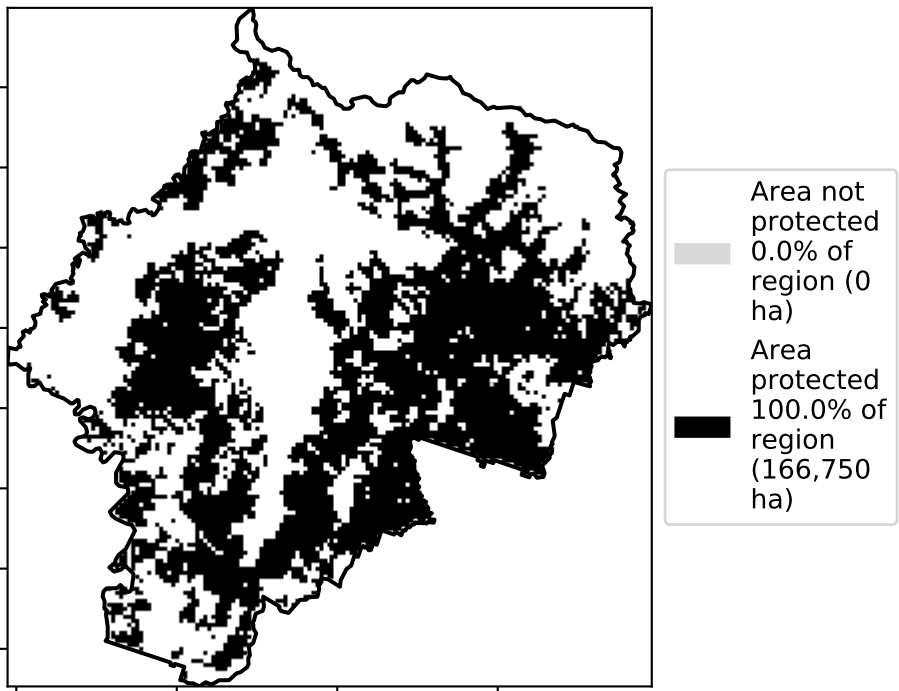 Area not
protected
0.0% of
region (0
ha)
Area
protected
100.0% of
region
(166,750
ha)